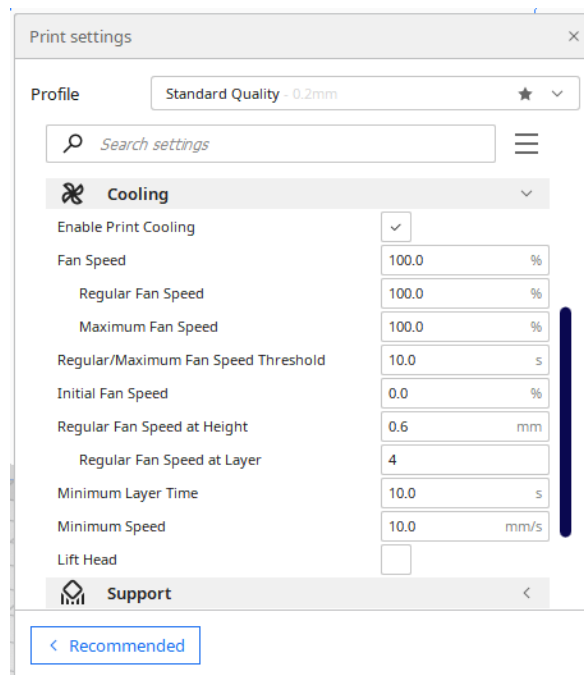 Print settings
Profile Standard Quality - 0.2mm
Search settings
Cooling
Enable Print Cooling
Fan Speed 100.0 %
Regular Fan Speed 100.0 %
Maximum Fan Speed 100.0 %
Regular/Maximum Fan Speed Threshold 10.0 s
Initial Fan Speed 0.0 %
Regular Fan Speed at Height 0.6 mm
Regular Fan Speed at Layer 4
Minimum Layer Time 10.0 s
Minimum Speed 10.0 mm/s
Lift Head
Support
Recommended